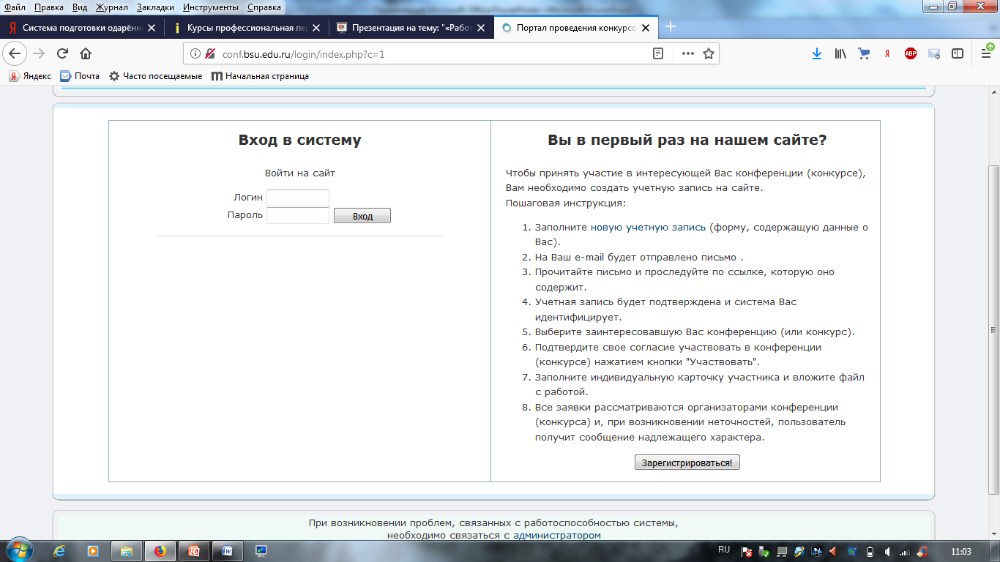 Файл Правка Вид Журнал Закладки Инструменты Справка
Система подготовки одарённ
Курсы профессиональная пер
Презентация на тему: "«Работ
Портал проведения конкурсо
conf.bsu.edu.ru/login/index.php?c=1
ABP
Яндекс Почта Часто посещаемые Начальная страница
Вход в систему
Войти на сайт
Логин
Пароль Вход
Вы в первый раз на нашем сайте?
Чтобы принять участие в интересующей Вас конференции (конкурсе),
Вам необходимо создать учетную запись на сайте.
Пошаговая инструкция:
1. Заполните новую учетную запись (форму, содержащую данные о
Вас).
2. На Ваш e-mail будет отправлено письмо .
3. Прочитайте письмо и проследуйте по ссылке, которую оно
содержит.
4. Учетная запись будет подтверждена и система Вас
идентифицирует.
5. Выберите заинтересовавшую Вас конференцию (или конкурс).
6. Подтвердите свое согласие участвовать в конференции
(конкурсе) нажатием кнопки "Участвовать".
7. Заполните индивидуальную карточку участника и вложите файл
с работой.
8. Все заявки рассматриваются организаторами конференции
(конкурса) и, при возникновении неточностей, пользователь
получит сообщение надлежащего характера.
Зарегистрироваться!
При возникновении проблем, связанных с работоспособностью системы,
необходимо связаться с администратором
RU
11:03